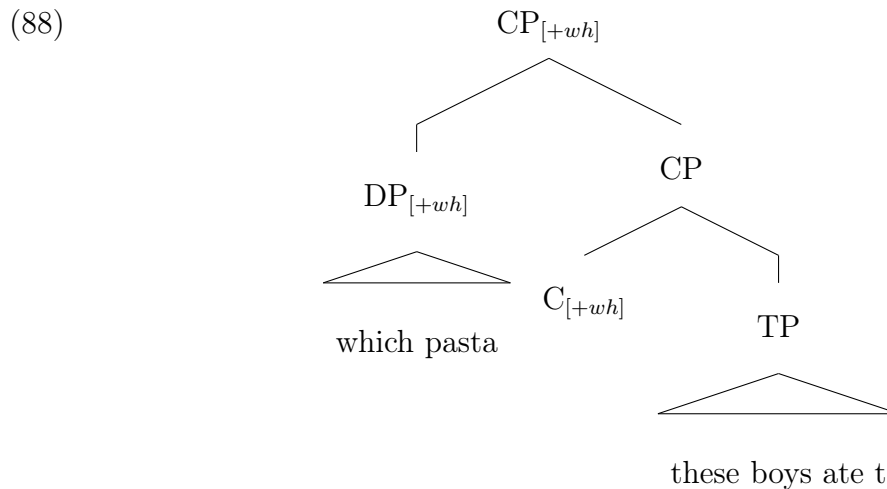 (88)
CP[+wh]
DP[+wh]
CP
which pasta
C[+wh]
TP
these boys ate t